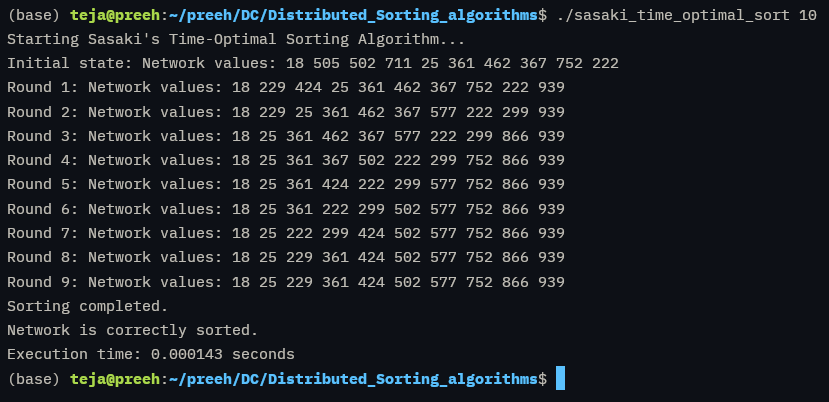 (base) teja@preeh:~/preeh/DC/Distributed_Sorting_algorithms$ ./sasaki_time_optimal_sort 10
Starting Sasaki's Time-Optimal Sorting Algorithm...
Initial state: Network values: 18 505 502 711 25 361 462 367 752 222
Round 1: Network values: 18 229 424 25 361 462 367 752 222 939
Round 2: Network values: 18 229 25 361 462 367 577 222 299 939
Round 3: Network values: 18 25 361 462 367 577 222 299 866 939
Round 4: Network values: 18 25 361 367 502 222 299 752 866 939
Round 5: Network values: 18 25 361 424 222 299 577 752 866 939
Round 6: Network values: 18 25 361 222 299 502 577 752 866 939
Round 7: Network values: 18 25 222 299 424 502 577 752 866 939
Round 8: Network values: 18 25 229 361 424 502 577 752 866 939
Round 9: Network values: 18 25 229 361 424 502 577 752 866 939
Sorting completed.
Network is correctly sorted.
Execution time: 0.000143 seconds
(base) teja@preeh:~/preeh/DC/Distributed_Sorting_algorithms$